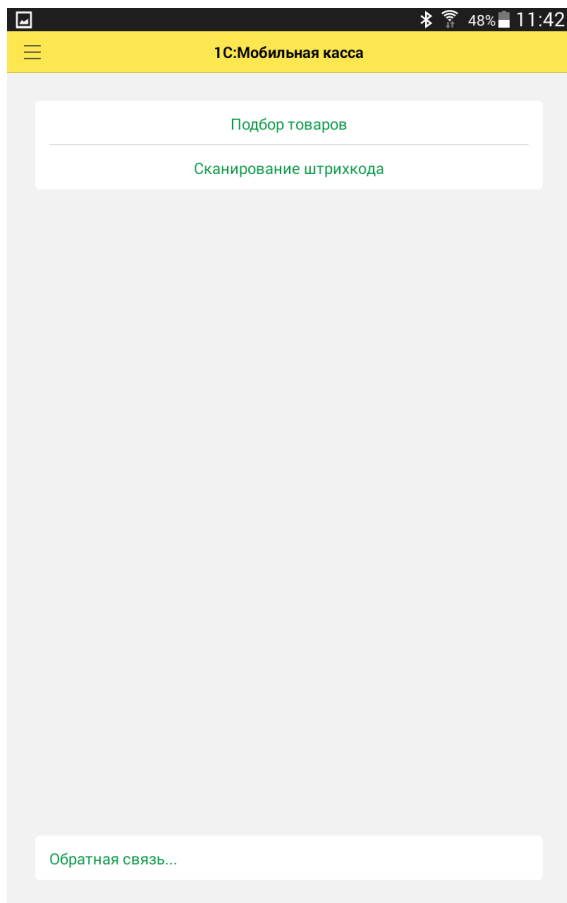 48% 11:42
1С:Мобильная касса
Подбор товаров
Сканирование штрихкода
Обратная связь...